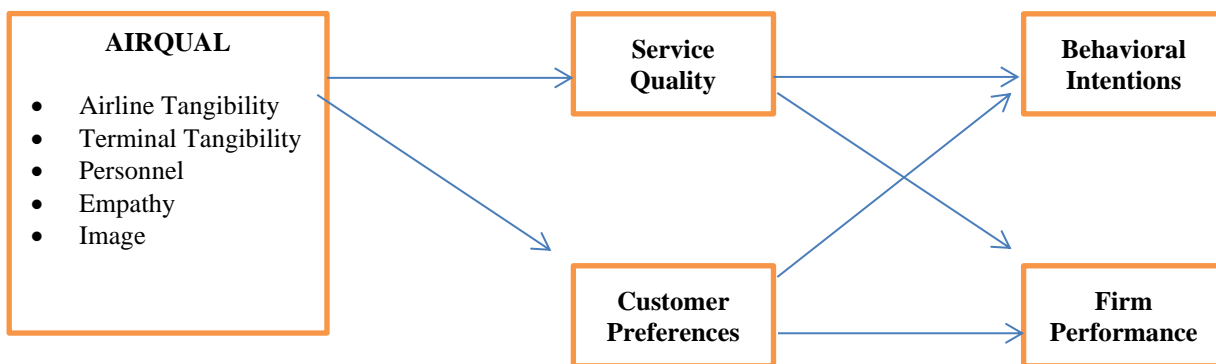 AIRQUAL
• Airline Tangibility
• Terminal Tangibility
• Personnel
• Empathy
• Image
Service
Quality
Behavioral
Intentions
Customer
Preferences
Firm
Performance